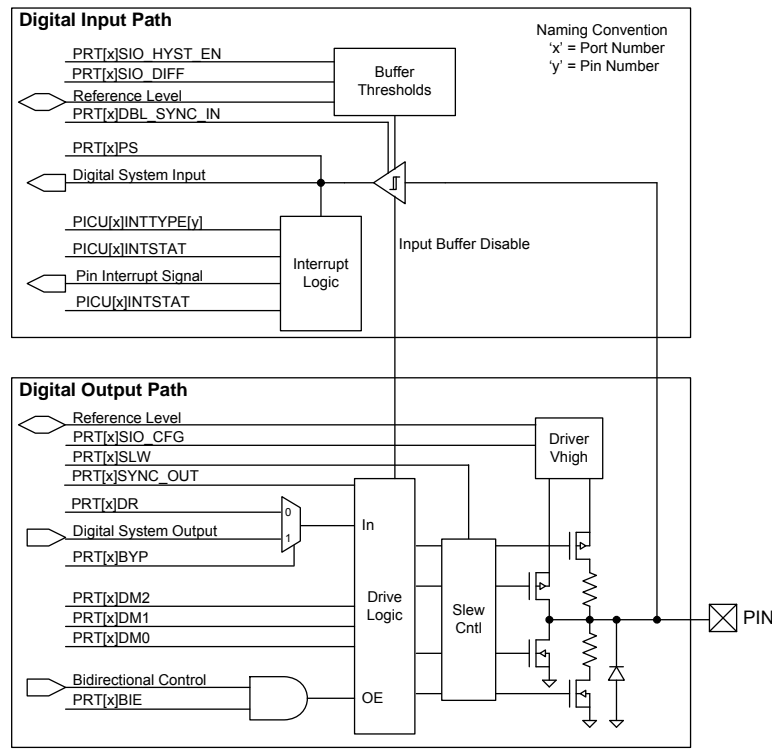 Digital Input Path
Naming Convention
'x' = Port Number
'y' = Pin Number
PRT[x]SIO_HYST_EN
PRT[x]SIO_DIFF
Reference Level
PRT[x]DBL_SYNC_IN
Buffer
Thresholds
PRT[x]PS
Digital System Input
PICU[x]INTTYPE[y]
PICU[x]INTSTAT
Pin Interrupt Signal
PICU[x]INTSTAT
Interrupt
Logic
Input Buffer Disable
Digital Output Path
Reference Level
PRT[x]SIO_CFG
PRT[x]SLW
PRT[x]SYNC_OUT
Driver
Vhigh
PRT[x]DR
Digital System Output
PRT[x]BYP
0
1
In
PRT[x]DM2
PRT[x]DM1
PRT[x]DM0
Drive
Logic
Slew
Cntl
PIN
Bidirectional Control
PRT[x]BIE
OE